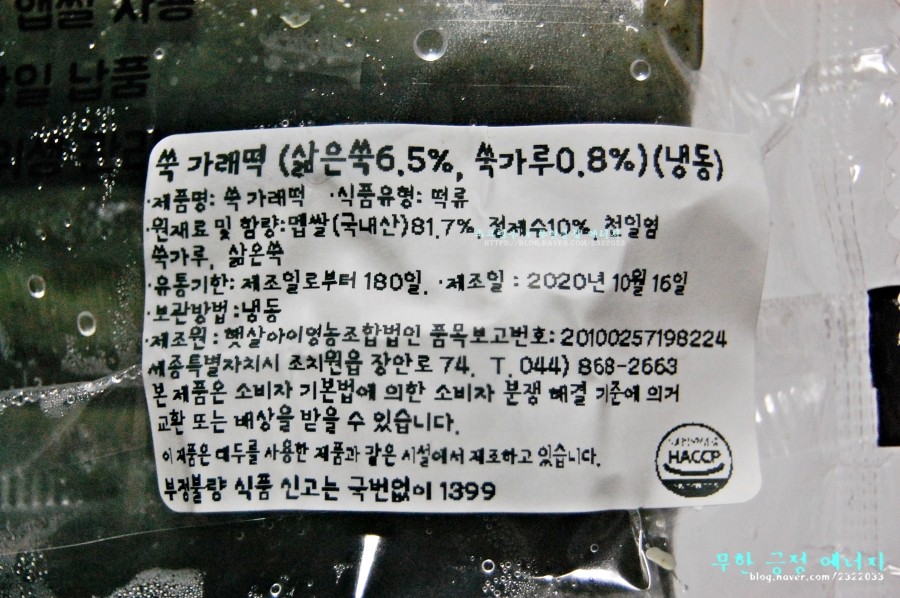 맵쌀 사용
당일 납품
쑥 가래떡 (삶은쑥6.5%, 쑥가루0.8%)(냉동)
·제품명: 쑥 가래떡 ·식품유형: 떡류
·원재료 및 함량:멥쌀(국내산)81.7%, 정제수10%, 천일염
쑥가루, 삶은쑥
·유통기한: 제조일로부터 180일, ·제조일 : 2020년 10월 16일
·보관방법:냉동
·제조원 : 햇살아이영농조합법인 품목보고번호: 20100257198224
세종특별자치시 조치원읍 장안로 74, T. 044) 868-2663
본 제품은 소비자 기본법에 의한 소비자 분쟁 해결 기준에 의거
교환 또는 배상을 받을 수 있습니다.
이 제품은 대두를 사용한 제품과 같은 시설에서 제조하고 있습니다.
HACCP
부정불량 식품 신고는 국번없이 1399
무한 긍정 에너지
blog.naver.com/2322033